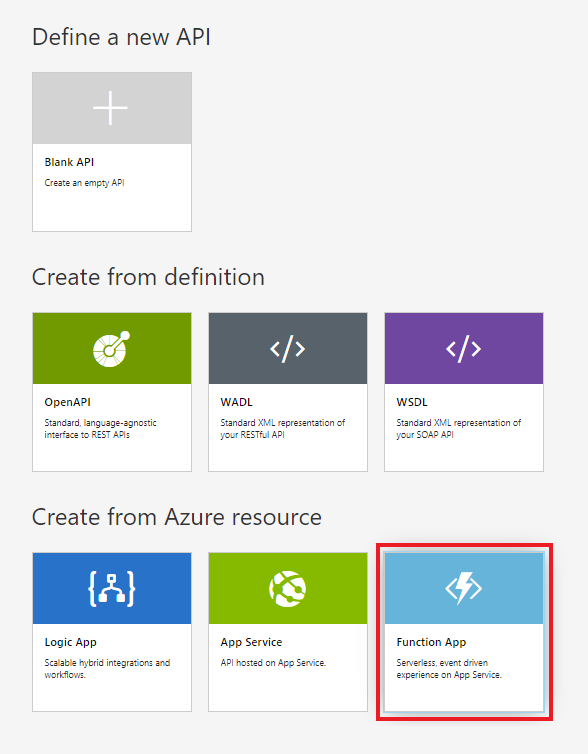 Define a new API
Blank API
Create an empty API
Create from definition
OpenAPI
Standard, language-agnostic
interface to REST APIs
WADL
Standard XML representation of
your RESTful API
WSDL
Standard XML representation of
your SOAP API
Create from Azure resource
Logic App
Scalable hybrid integrations and
workflows.
App Service
API hosted on App Service.
Function App
Serverless, event driven
experience on App Service.